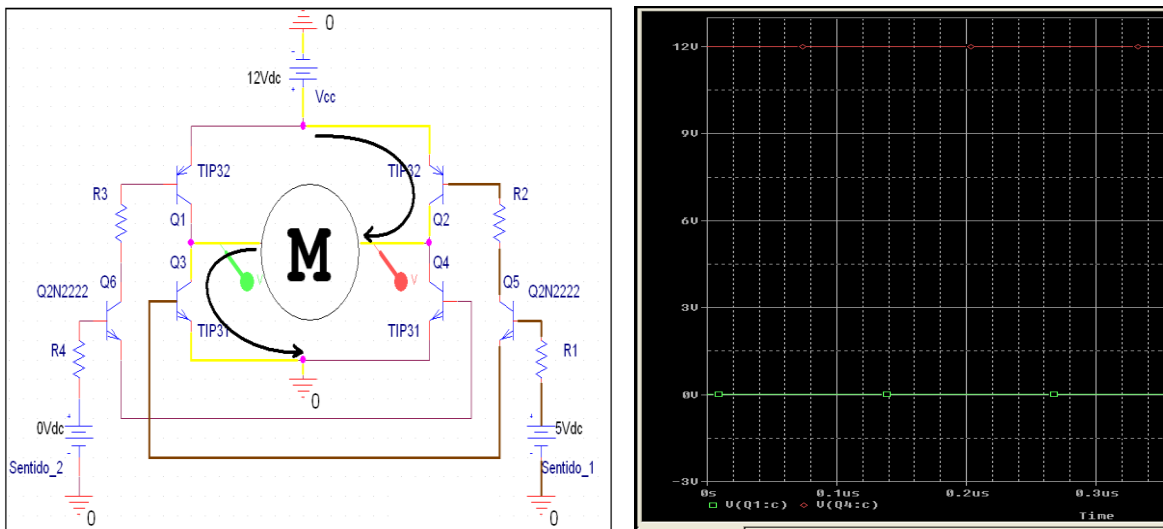 0
12Vdc
Vcc
TIP32
TIP32
R3
R2
Q1
Q2
M
Q3
Q4
V
V
Q6
Q5
Q2N2222
Q2N2222
TIP31
TIP31
R4
R1
0
0Vdc
5Vdc
Sentido_2
Sentido_1
0
0
12V
9V
6V
3V
0V
0s
0.1us
0.2us
0.3us
V(Q1:c)
V(Q4:c)
Time